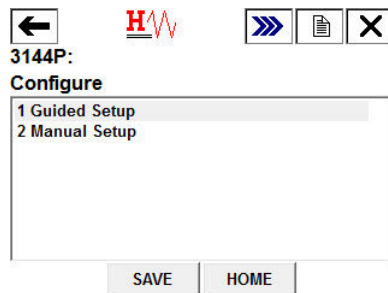 H
3144P:
Configure
1 Guided Setup
2 Manual Setup
SAVE HOME